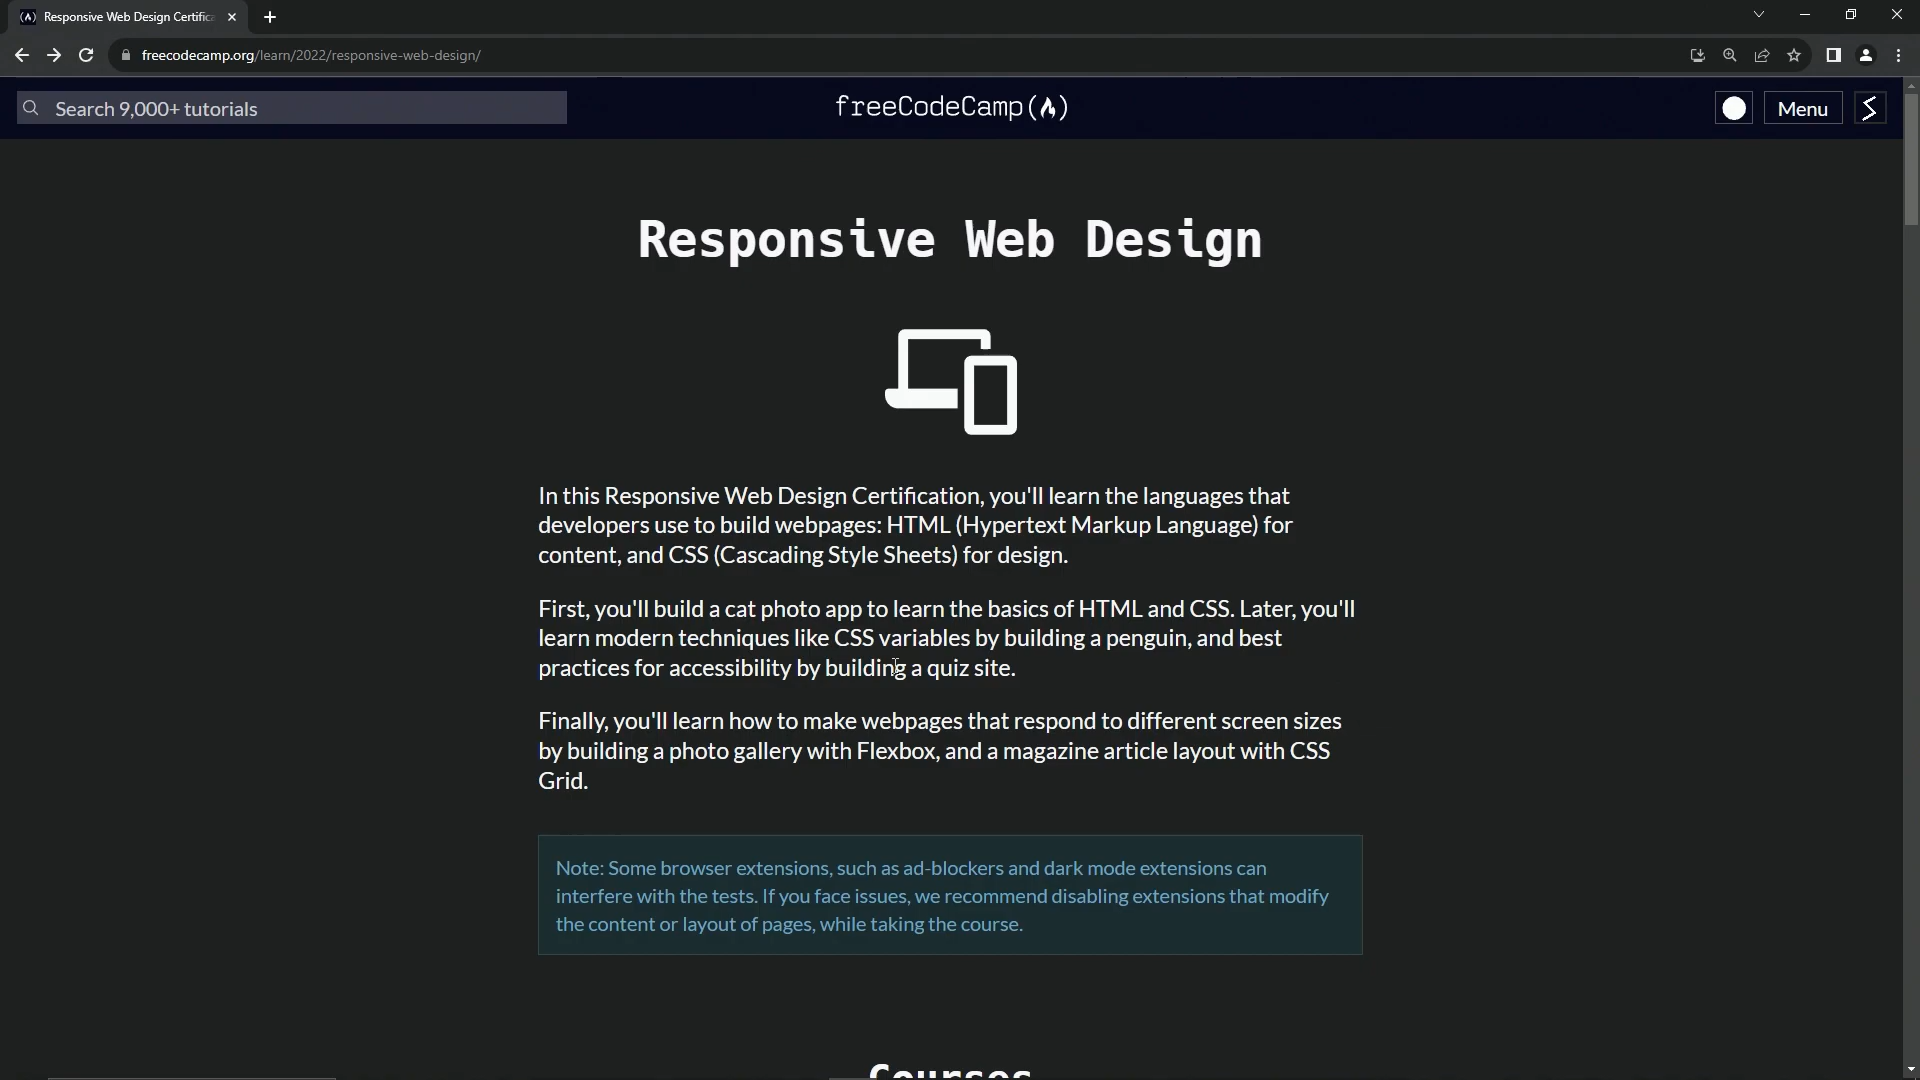 Responsive Web Design Certifica
freecodecamp.org/learn/2022/responsive-web-design/
Search 9,000+ tutorials
freeCodeCamp
Menu
Responsive Web Design
In this Responsive Web Design Certification, you'll learn the languages that
developers use to build webpages: HTML (Hypertext Markup Language) for
content, and CSS (Cascading Style Sheets) for design.
First, you'll build a cat photo app to learn the basics of HTML and CSS. Later, you'll
learn modern techniques like CSS variables by building a penguin, and best
practices for accessibility by building a quiz site.
Finally, you'll learn how to make webpages that respond to different screen sizes
by building a photo gallery with Flexbox, and a magazine article layout with CSS
Grid.
Note: Some browser extensions, such as ad-blockers and dark mode extensions can
interfere with the tests. If you face issues, we recommend disabling extensions that modify
the content or layout of pages, while taking the course.
Courses